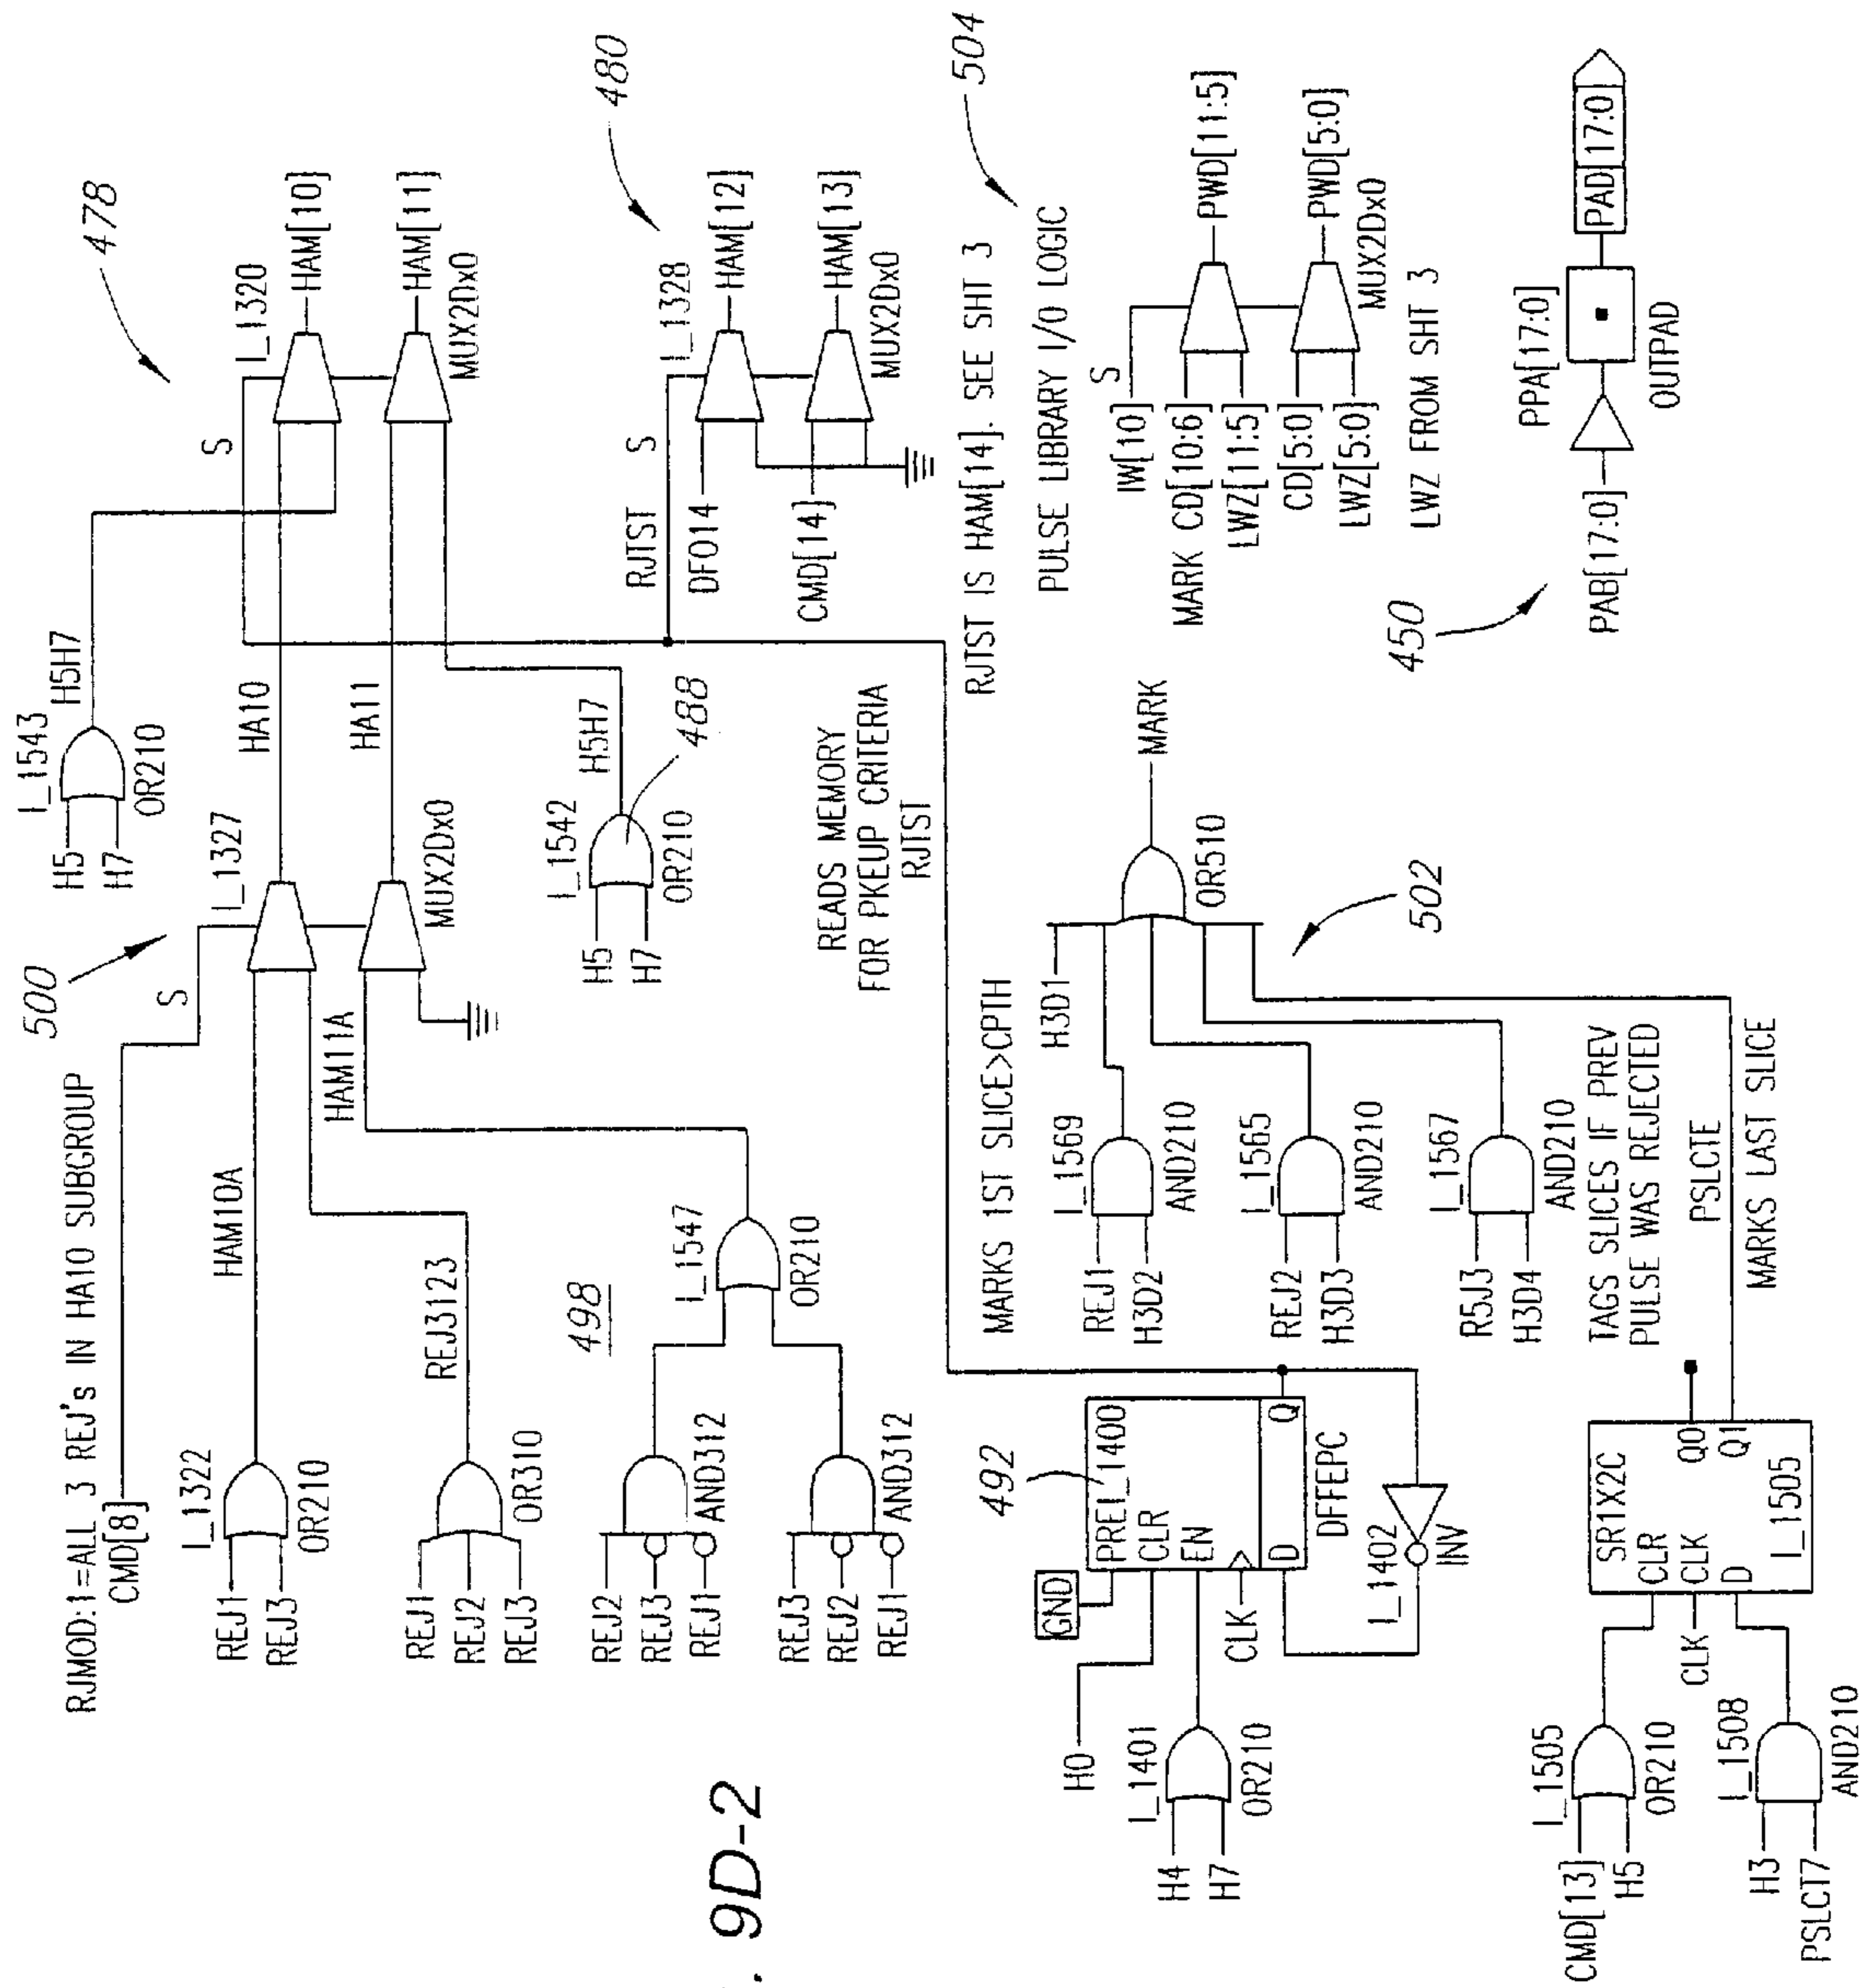 500
478
480
504
RJMOD:1=ALL 3 REJ's IN HA10 SUBGROUP
CMD[8]
S
I_1543
H5
H7
OR210
H5H7
I_1327
MUX2Dx0
HA10
HA11
S
I_1320
HAM[10]
HAM[11]
MUX2Dx0
I_1322
REJ1
REJ3
OR210
HAM10A
REJ1
REJ2
REJ3
OR310
REJ3123
HAM11A
498
REJ2
REJ3
REJ1
AND312
REJ3
REJ2
REJ1
AND312
I_1547
OR210
I_1542
H5
H7
OR210
H5H7
488
READS MEMORY
FOR PKEUP CRITERIA
RJTST
RJTST
S
DF014
CMD[14]
I_1328
HAM[12]
HAM[13]
MUX2Dx0
RJTST IS HAM[14]. SEE SHT 3
PULSE LIBRARY I/O LOGIC
IW[10]
S
MARK CD[10:6]
LWZ[11:5]
CD[5:0]
LWZ[5:0]
PWD[11:5]
PWD[5:0]
MUX2Dx0
LWZ FROM SHT 3
450
PAB[17:0]
PPA[17:0]
OUTPAD
PAD[17:0]
492
GND
H0
I_1401
H4
H7
OR210
PREI_1400
CLR
EN
CLK
D
Q
DFFEPC
I_1402
INV
MARKS 1ST SLICE>CPTH
H3D1
I_1569
REJ1
H3D2
AND210
I_1565
REJ2
H3D3
AND210
I_1567
R5J3
H3D4
AND210
MARK
OR510
502
TAGS SLICES IF PREV
PULSE WAS REJECTED
PSLCTE
MARKS LAST SLICE
I_1505
CMD[13]
H5
OR210
I_1508
H3
PSLCT7
AND210
CLK
SR1X2C
CLR
CLK
D
Q0
Q1
I_1505
. 9D-2